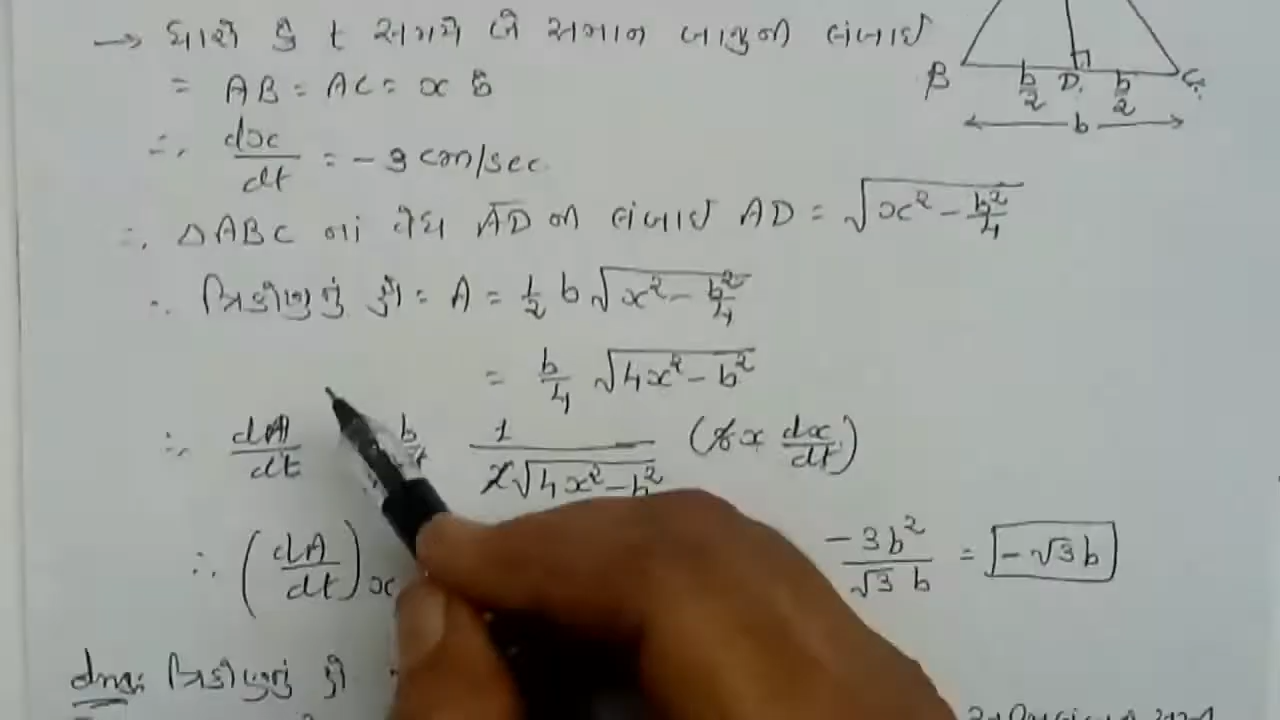 → ધારો કે t સમયે બે સમાન બાજુની લંબાઈ
= AB = AC = x છે
∴ dx/dt = -3 cm/sec.
∴ △ABC નાં વેધ AD ની લંબાઈ AD = √(x² - b²/4)
∴ ત્રિકોણનું ક્ષે = A = 1/2 b √(x² - b²/4)
= b/4 √(4x² - b²)
∴ dA/dt b/4 1/(2√(4x² - b²)) (8x dx/dt)
∴ (dA/dt)x -3b²/(√3 b) = -√3 b
ત્રિકોણનું ક્ષે
B b/2 D b/2 C
b